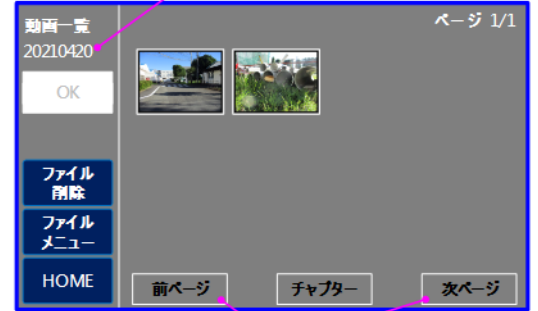 動画一覧
20210420
ページ 1/1
OK
ファイル
削除
ファイル
メニュー
HOME
前ページ
チャプター
次ページ